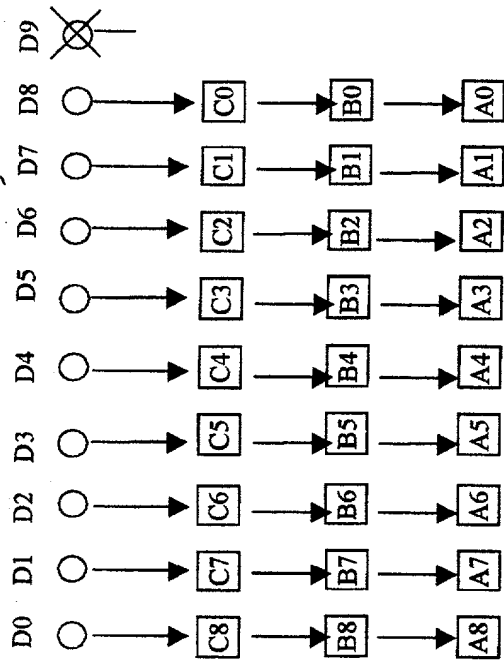 D0 D1 D2 D3 D4 D5 D6 D7 D8 D9
C8 C7 C6 C5 C4 C3 C2 C1 C0
B8 B7 B6 B5 B4 B3 B2 B1 B0
A8 A7 A6 A5 A4 A3 A2 A1 A0